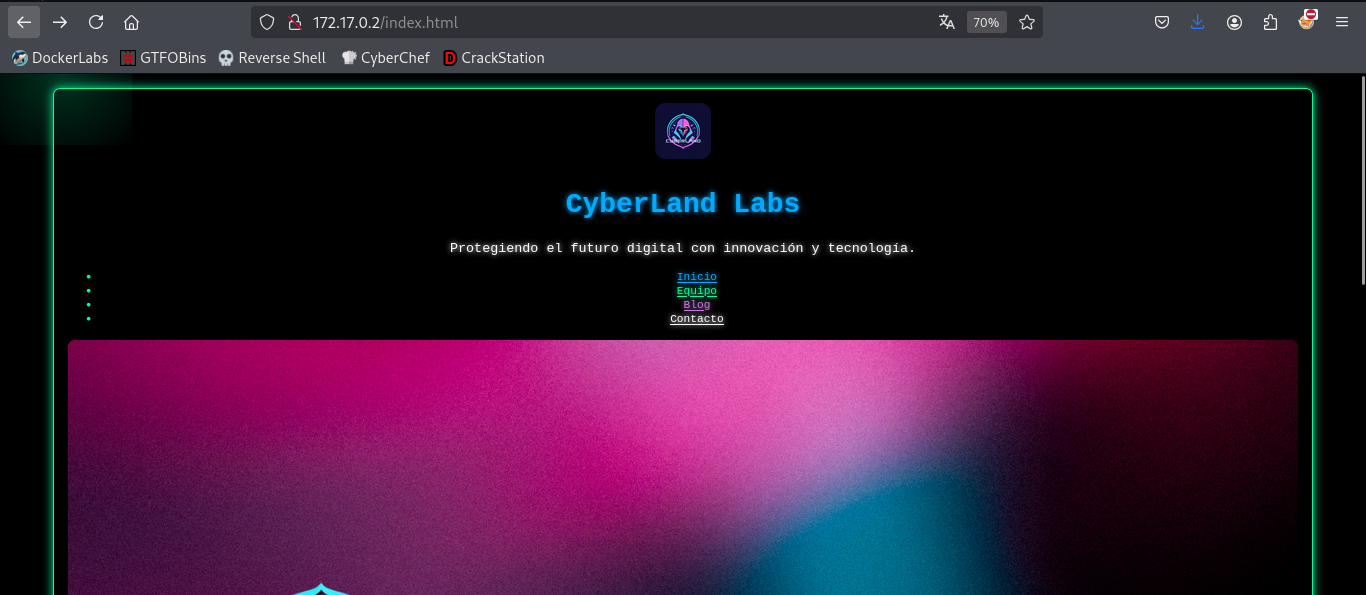 172.17.0.2/index.html
70%
DockerLabs GTFOBins Reverse Shell CyberChef CrackStation
CyberLand Labs
Protegiendo el futuro digital con innovación y tecnología.
Inicio
Equipo
Blog
Contacto